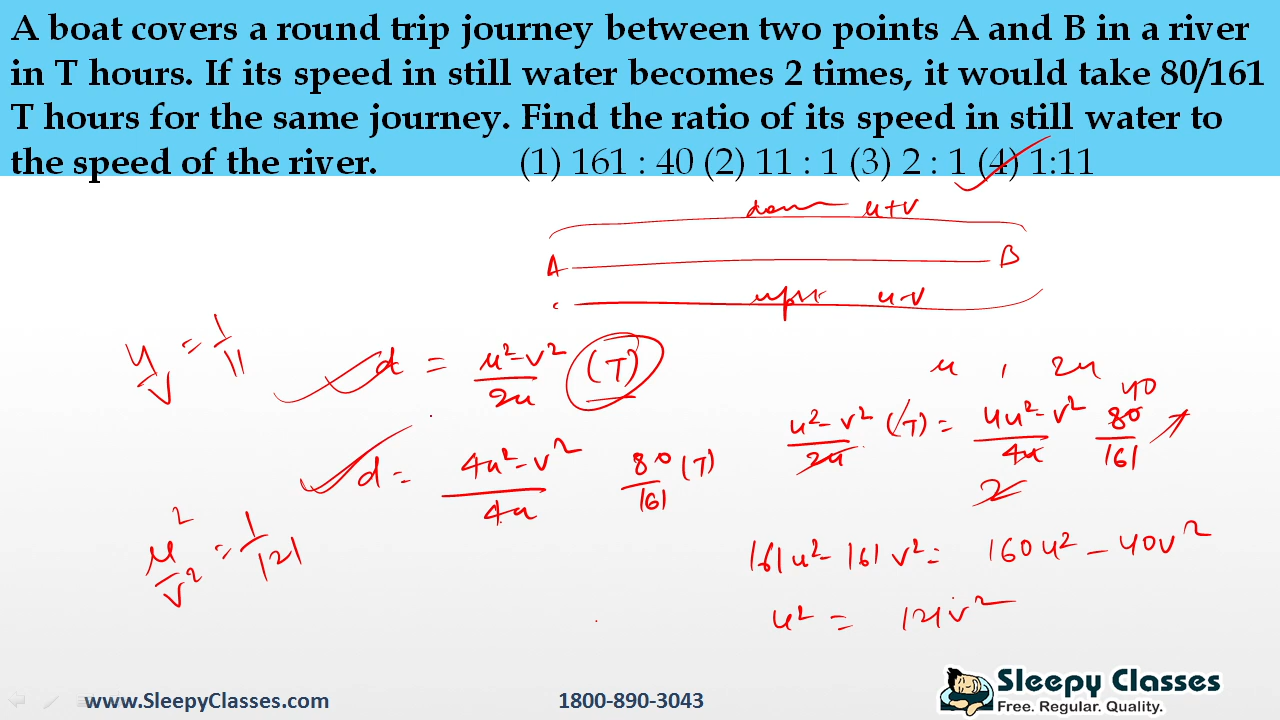 A boat covers a round trip journey between two points A and B in a river
in T hours. If its speed in still water becomes 2 times, it would take 80/161
T hours for the same journey. Find the ratio of its speed in still water to
the speed of the river. (1) 161 : 40 (2) 11 : 1 (3) 2 : 1 (4) 1:11
down u+v
A B
upst u-v
u/v = 1/11
d = u²-v²/2u (T)
u , 2u
u²-v²/2u (T) = 4u²-v²/4u 80/161
40
2
d = 4u²-v²/4u 80/161 (T)
u²/v² = 1/121
161u² - 161v² = 160u² - 40v²
u² = 121v²
www.SleepyClasses.com
1800-890-3043
Sleepy Classes
Free. Regular. Quality.